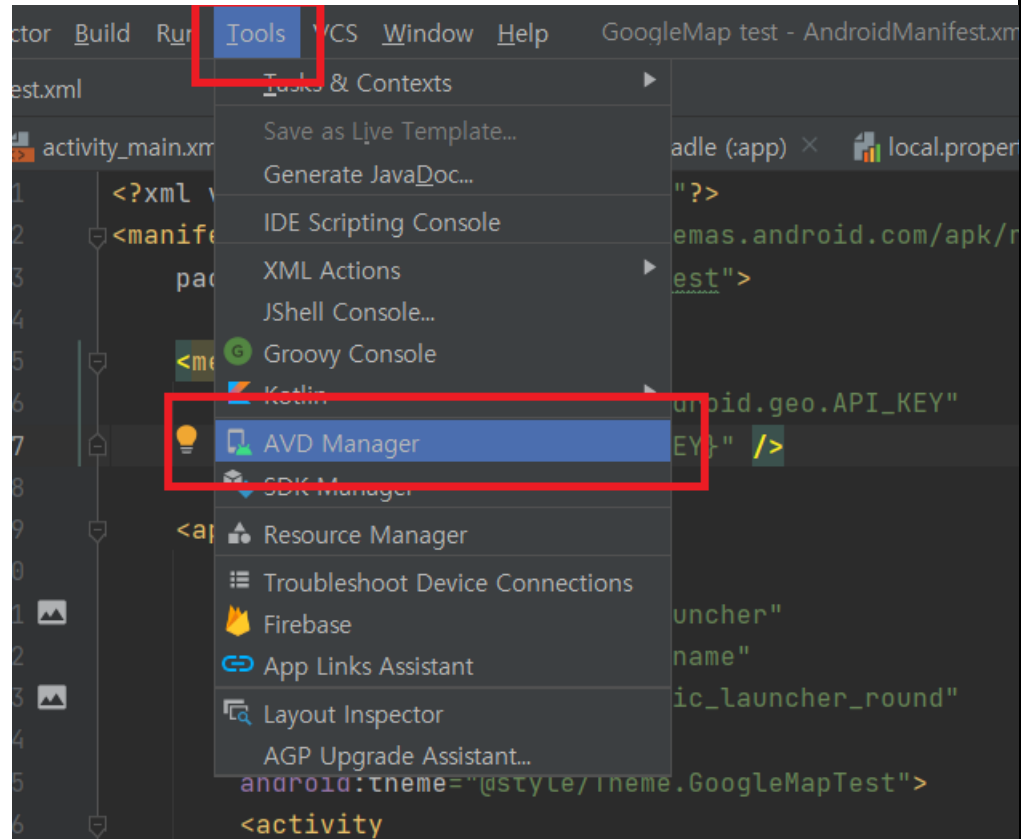 ctor Build Run Tools VCS Window Help GoogleMap test - AndroidManifest.xm
est.xml
Tasks & Contexts
activity_main.xm
Save as Live Template...
adle (:app) × local.proper
Generate JavaDoc...
1 <?xml v "?>
IDE Scripting Console
2 <manife emas.android.com/apk/r
XML Actions
3 pac est">
JShell Console...
4
Groovy Console
5 <me
Kotlin
6 droid.geo.API_KEY"
AVD Manager
7 EY}" />
SDK Manager
8
Resource Manager
9 <ap
0
Troubleshoot Device Connections
1 uncher"
Firebase
2 name"
App Links Assistant
3 ic_launcher_round"
Layout Inspector
4
AGP Upgrade Assistant...
5 android:theme="@style/Theme.GoogleMapTest">
6 <activity